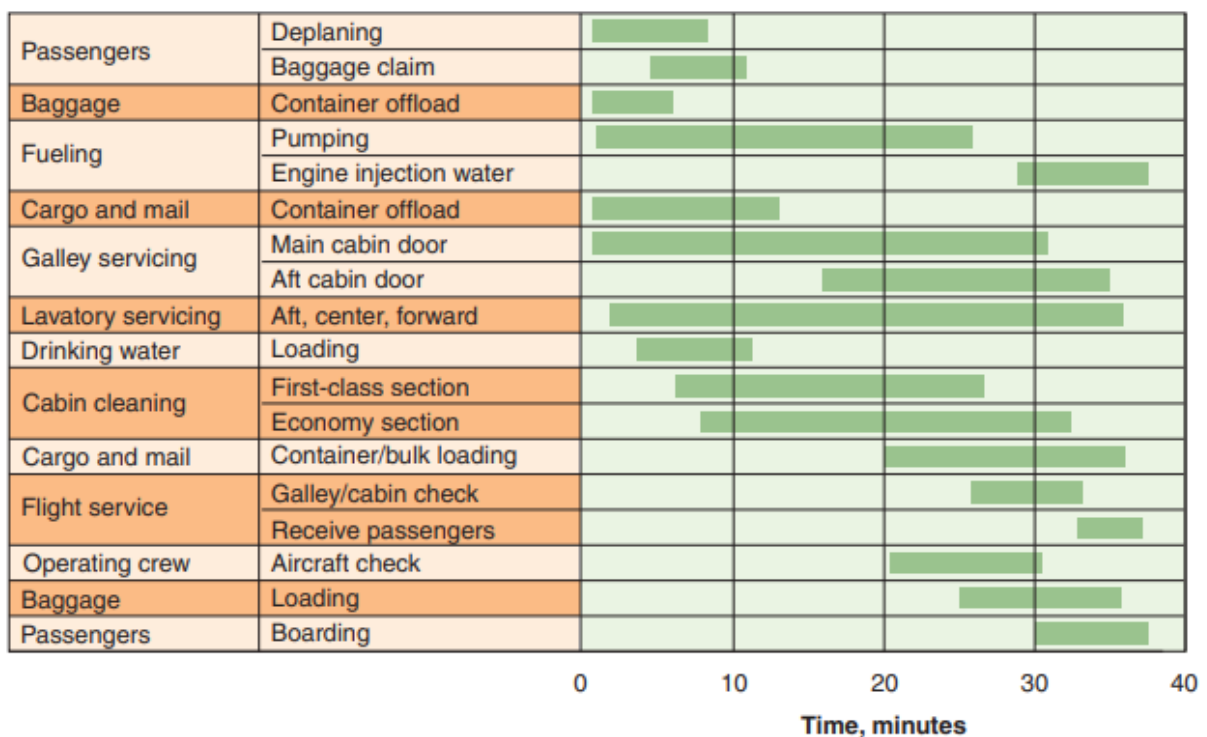 Passengers
Deplaning
Baggage claim
Baggage
Container offload
Fueling
Pumping
Engine injection water
Cargo and mail
Container offload
Galley servicing
Main cabin door
Aft cabin door
Lavatory servicing
Aft, center, forward
Drinking water
Loading
Cabin cleaning
First-class section
Economy section
Cargo and mail
Container/bulk loading
Flight service
Galley/cabin check
Receive passengers
Operating crew
Aircraft check
Baggage
Loading
Passengers
Boarding
0 10 20 30 40
Time, minutes